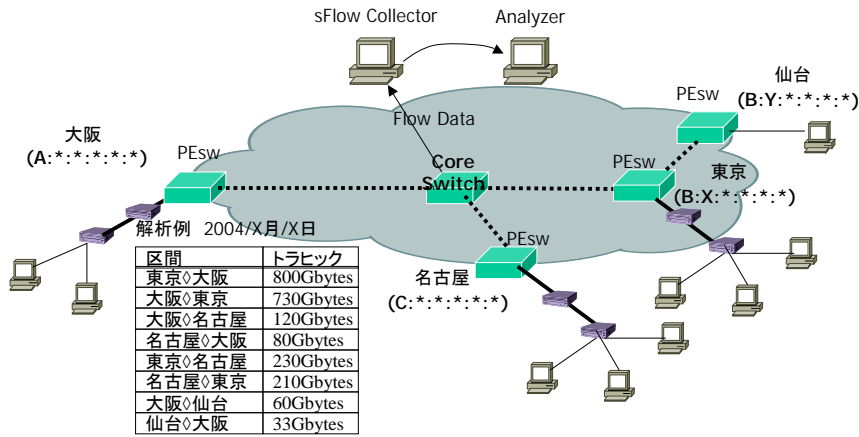 sFlow Collector
Analyzer
仙台
(B:Y:*:*:*:*)
PEsw
Flow Data
大阪
(A:*:*:*:*:*)
PEsw
Core
Switch
PEsw
東京
(B:X:*:*:*:*)
PEsw
名古屋
(C:*:*:*:*:*)
解析例 2004/X月/X日
区間 トラヒック
東京◊大阪 800Gbytes
大阪◊東京 730Gbytes
大阪◊名古屋 120Gbytes
名古屋◊大阪 80Gbytes
東京◊名古屋 230Gbytes
名古屋◊東京 210Gbytes
大阪◊仙台 60Gbytes
仙台◊大阪 33Gbytes